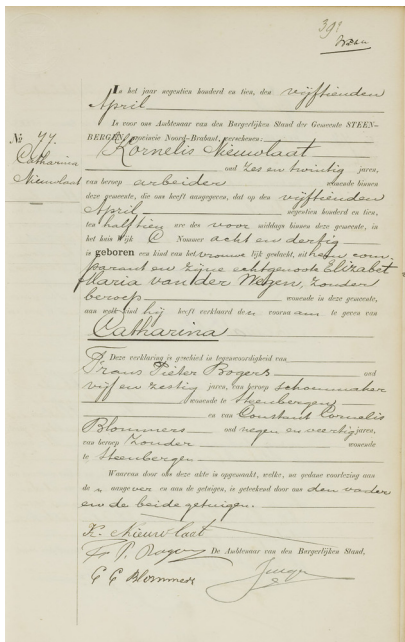 No 77
Catharina
Nieuwlaat
In het jaar negentien honderd en tien, den vijftienden
April
is voor ons Ambtenaar van den Burgerlijken Stand der Gemeente STEEN-
BERGEN, provincie Noord-Brabant, verschenen:
Kornelis Nieuwlaat
oud zes en twintig jaren,
van beroep arbeider wonende binnen
deze gemeente, die ons heeft aangegeven, dat op den vijftienden
April negentien honderd en tien,
ten half tien ure des voor middags binnen deze gemeente, in
het huis Wijk C Nummer acht en dertig
is geboren een kind van het vrouwelijk geslacht, uit hem com-
parant en zijne echtgenoote Elizabet
Maria van der Wegen, zonder
beroep wonende in deze gemeente,
aan welk kind hij heeft verklaard den voornaam te geven van
Catharina
Deze verklaring is geschied in tegenwoordigheid van
Frans Pieter Bogers oud
vijf en zestig jaren, van beroep schoenmaker
wonende te Steenbergen
en van Constant Cornelis
Blommers oud negen en veertig jaren,
van beroep zonder wonende
te Steenbergen
Waarvan door ons deze akte is opgemaakt, welke, na gedane voorlezing aan
de aangever en aan de getuigen, is geteekend door ons den vader
en de beide getuigen.
K. Nieuwlaat
F. P. Bogers De Ambtenaar van den Burgerlijken Stand,
C C Blommers